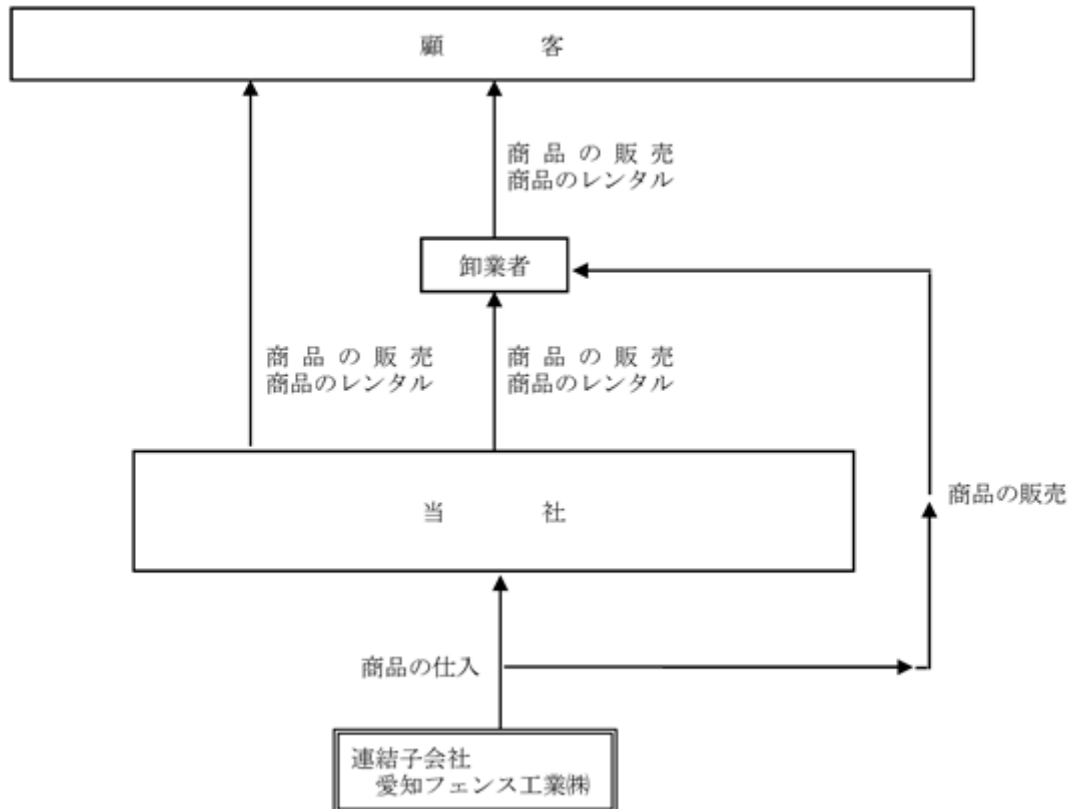 顧客
商品の販売
商品のレンタル
卸業者
商品の販売
商品のレンタル
商品の販売
商品のレンタル
当社
商品の販売
商品の仕入
連結子会社
愛知フェンス工業㈱